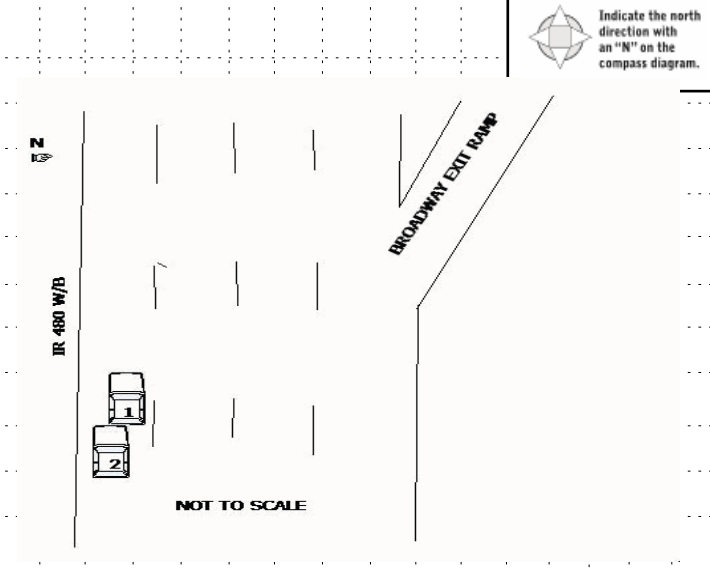 Indicate the north
direction with
an “N” on the
compass diagram.
N
BROADWAY EXIT RAMP
IR 480 W/B
1
2
NOT TO SCALE